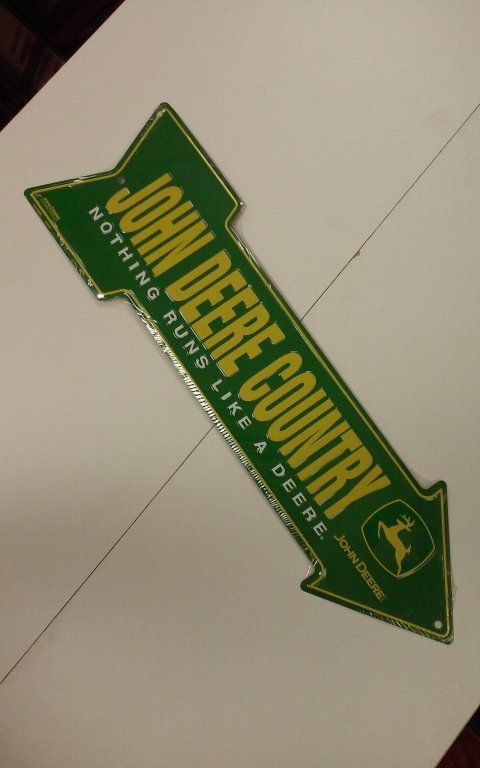 JOHN DEERE COUNTRY
NOTHING RUNS LIKE A DEERE.
JOHN DEERE